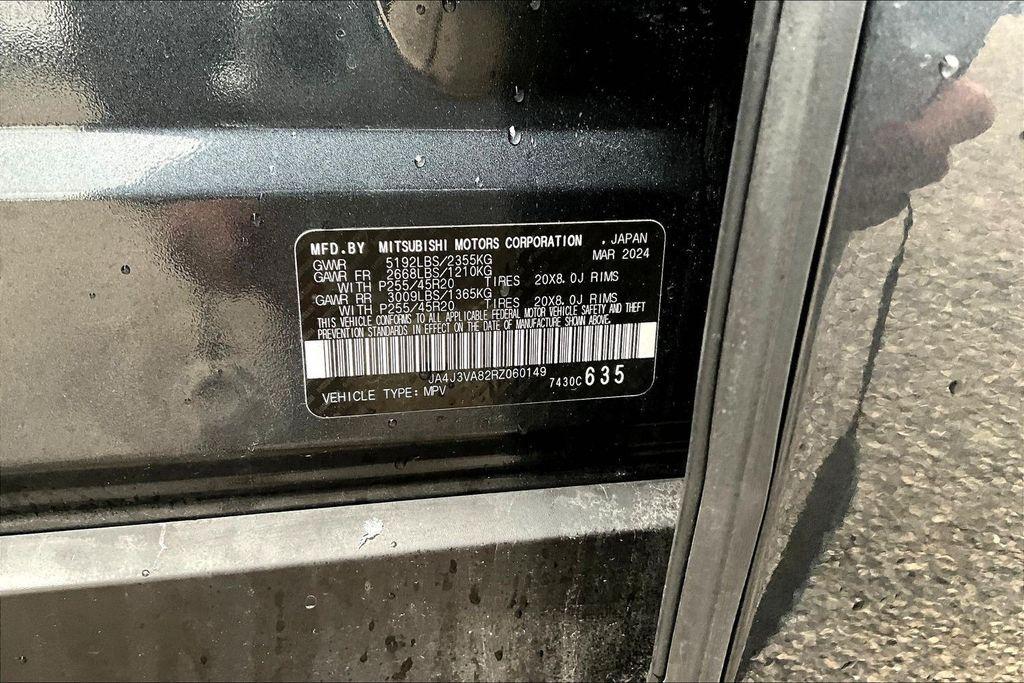 MFD.BY MITSUBISHI MOTORS CORPORATION , JAPAN
MAR 2024
GVWR 5192LBS/2355KG
GAWR FR 2668LBS/1210KG
WITH P255/45R20 TIRES 20X8.0J RIMS
GAWR RR 3009LBS/1365KG
WITH P255/45R20 TIRES 20X8.0J RIMS
THIS VEHICLE CONFORMS TO ALL APPLICABLE FEDERAL MOTOR VEHICLE SAFETY AND THEFT
PREVENTION STANDARDS IN EFFECT ON THE DATE OF MANUFACTURE SHOWN ABOVE.
JA4J3VA82RZ060149
VEHICLE TYPE: MPV 7430C 635